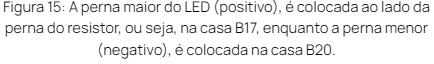 Figura 15: A perna maior do LED (positivo), é colocada ao lado da
perna do resistor, ou seja, na casa B17, enquanto a perna menor
(negativo), é colocada na casa B20.